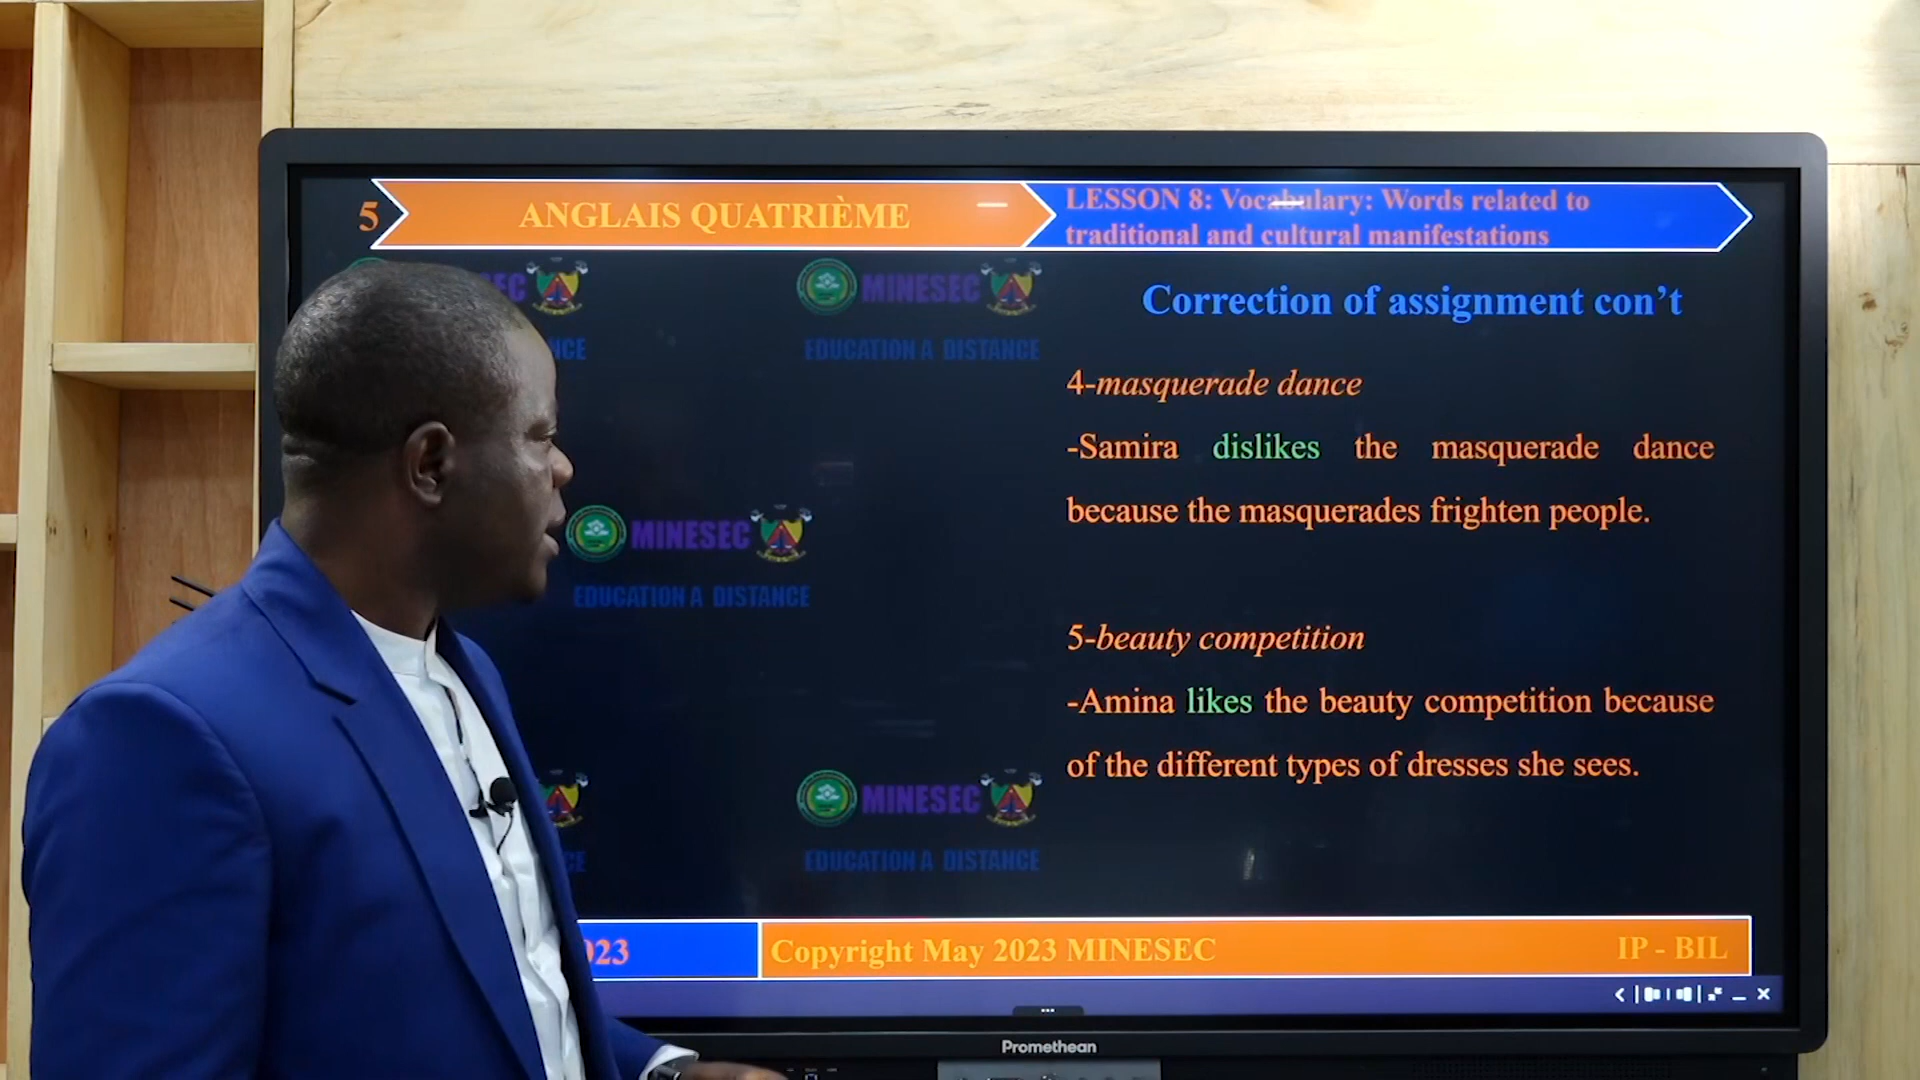 5
ANGLAIS QUATRIÈME
LESSON 8: Vocabulary: Words related to
traditional and cultural manifestations
MINESEC
EDUCATION A DISTANCE
Correction of assignment con’t
4-masquerade dance
-Samira dislikes the masquerade dance
because the masquerades frighten people.
MINESEC
EDUCATION A DISTANCE
5-beauty competition
-Amina likes the beauty competition because
of the different types of dresses she sees.
MINESEC
EDUCATION A DISTANCE
Copyright May 2023 MINESEC
IP - BIL
Promethean